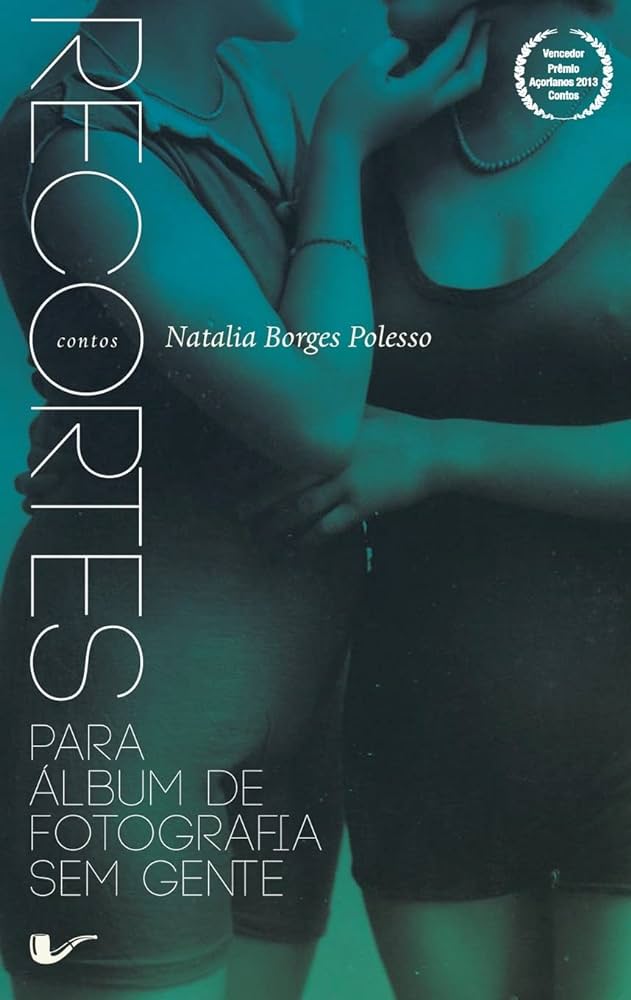 RECORTES
contos
Natalia Borges Polesso
Vencedor
Prêmio
Açorianos 2013
Contos
PARA
ÁLBUM DE
FOTOGRAFIA
SEM GENTE